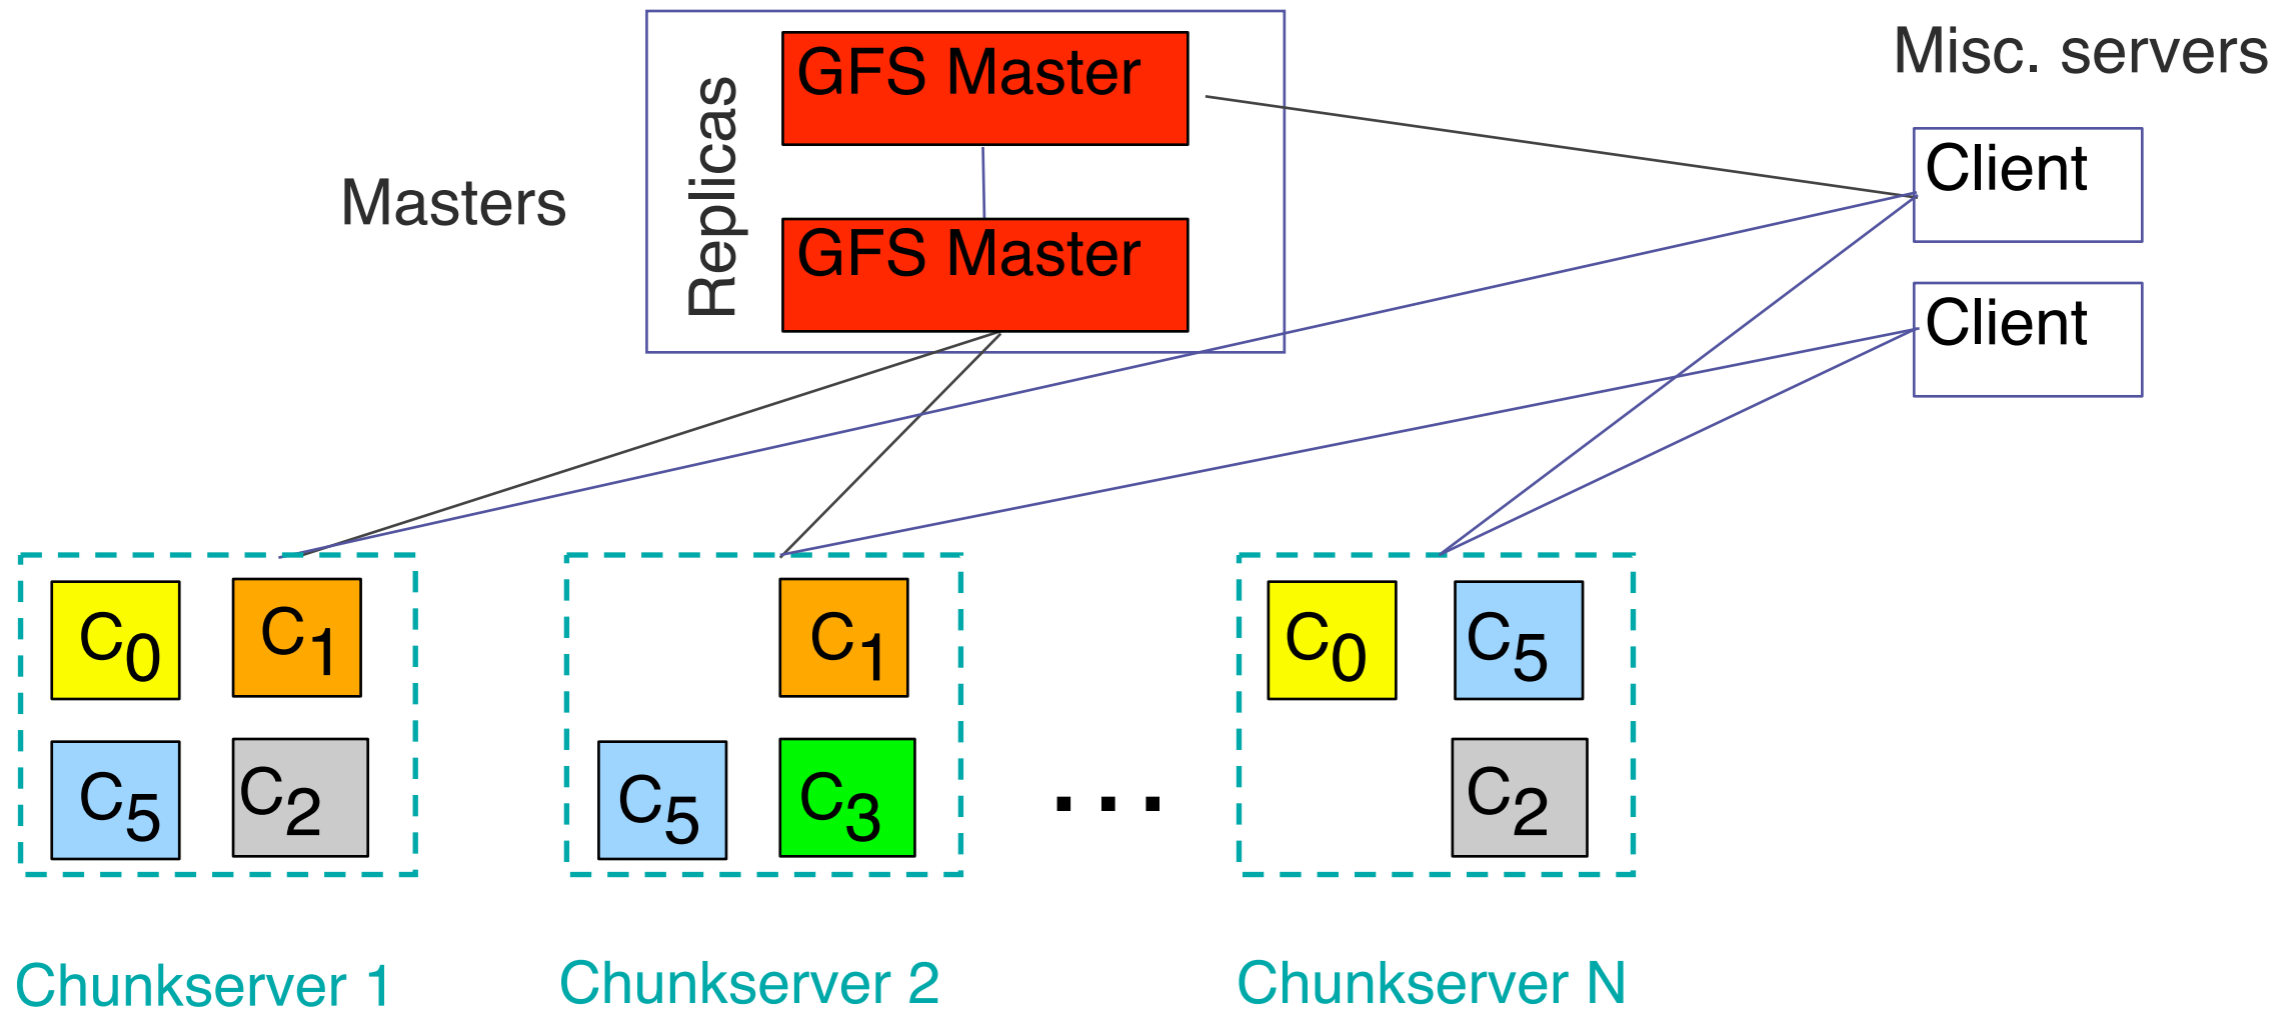 Misc. servers
Masters
Replicas
GFS Master
GFS Master
Client
Client
C0
C1
C5
C2
C1
C5
C3
...
C0
C5
C2
Chunkserver 1
Chunkserver 2
Chunkserver N